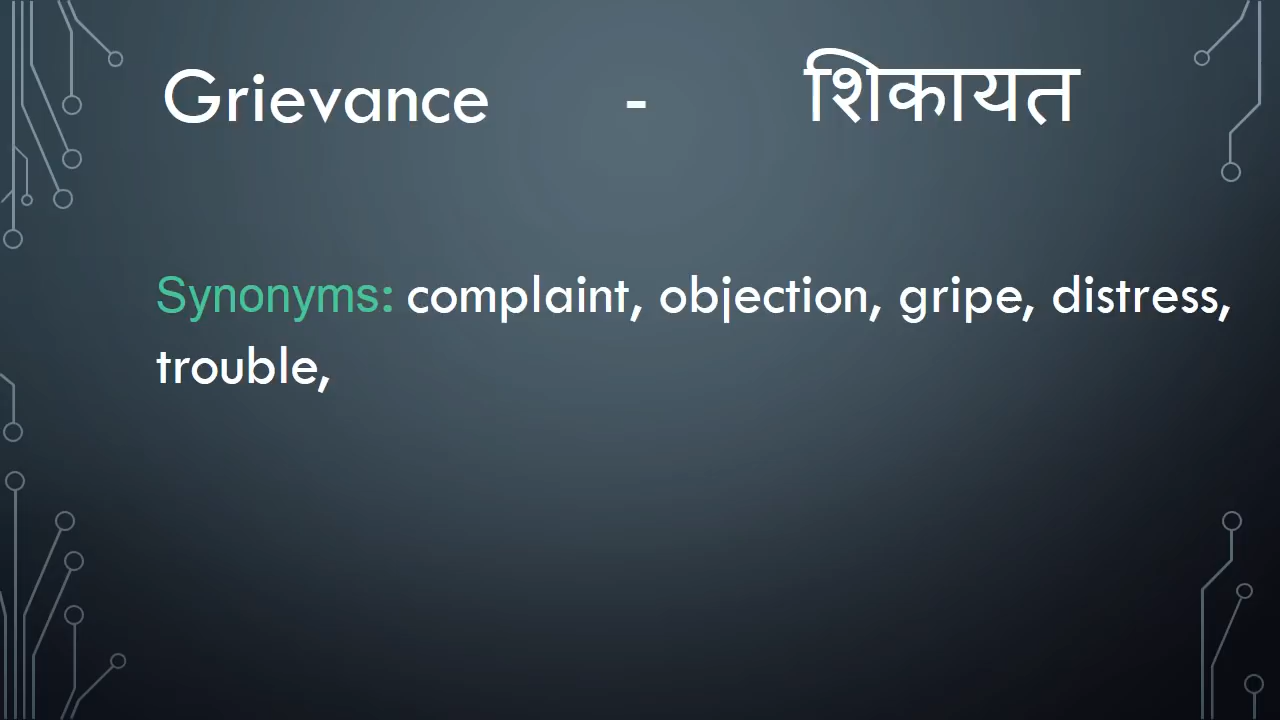 Grievance - शिकायत
Synonyms: complaint, objection, gripe, distress,
trouble,